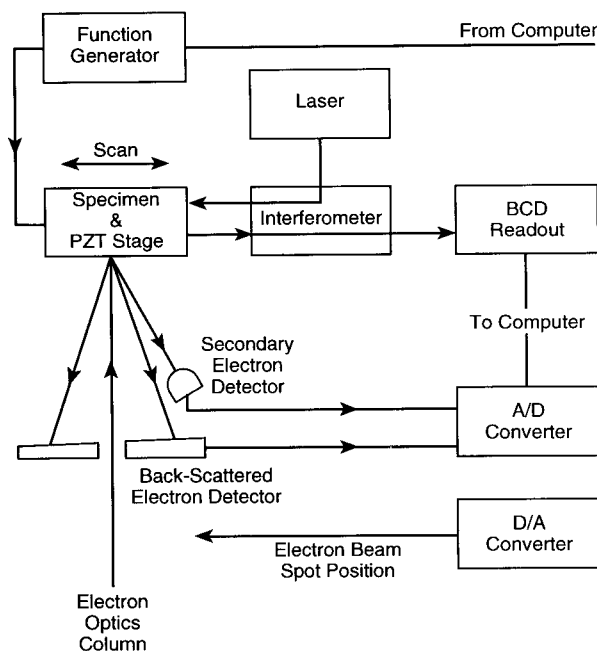 Function
Generator
From Computer
Laser
Scan
Specimen
&
PZT Stage
Interferometer
BCD
Readout
To Computer
Secondary
Electron
Detector
A/D
Converter
Back-Scattered
Electron Detector
D/A
Converter
Electron Beam
Spot Position
Electron
Optics
Column